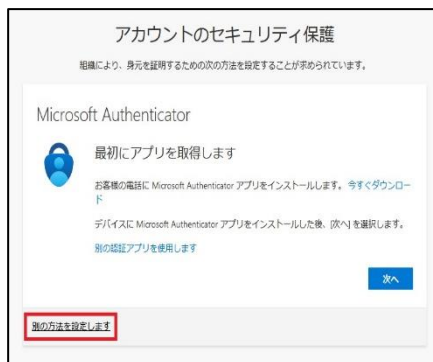 アカウントのセキュリティ保護
組織により、身元を証明するための次の方法を設定することが求められています。
Microsoft Authenticator
最初にアプリを取得します
お客様の電話に Microsoft Authenticator アプリをインストールします。今すぐダウンロー
ド
デバイスに Microsoft Authenticator アプリをインストールした後、[次へ] を選択します。
別の認証アプリを使用します
次へ
別の方法を設定します